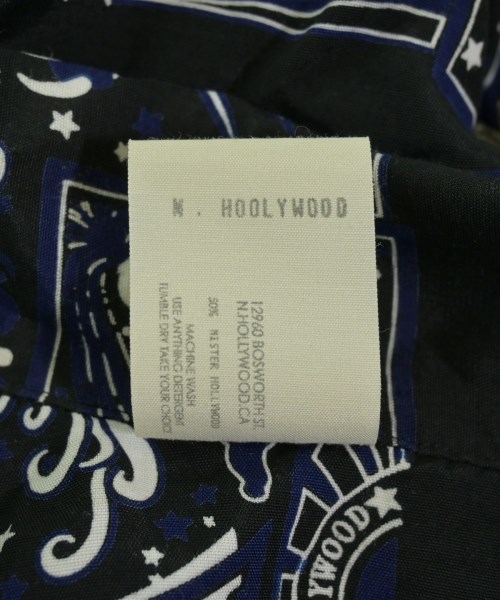 N. HOOLYWOOD
12960 BOSWORTH ST.
N.HOLLYWOOD.CA
50% MISTER HOLLYWOOD
MACHINE WASH
USE ANYTHING DETERGENT
TUMBLE DRY TAKE YOUR CHOICE
YWOOD